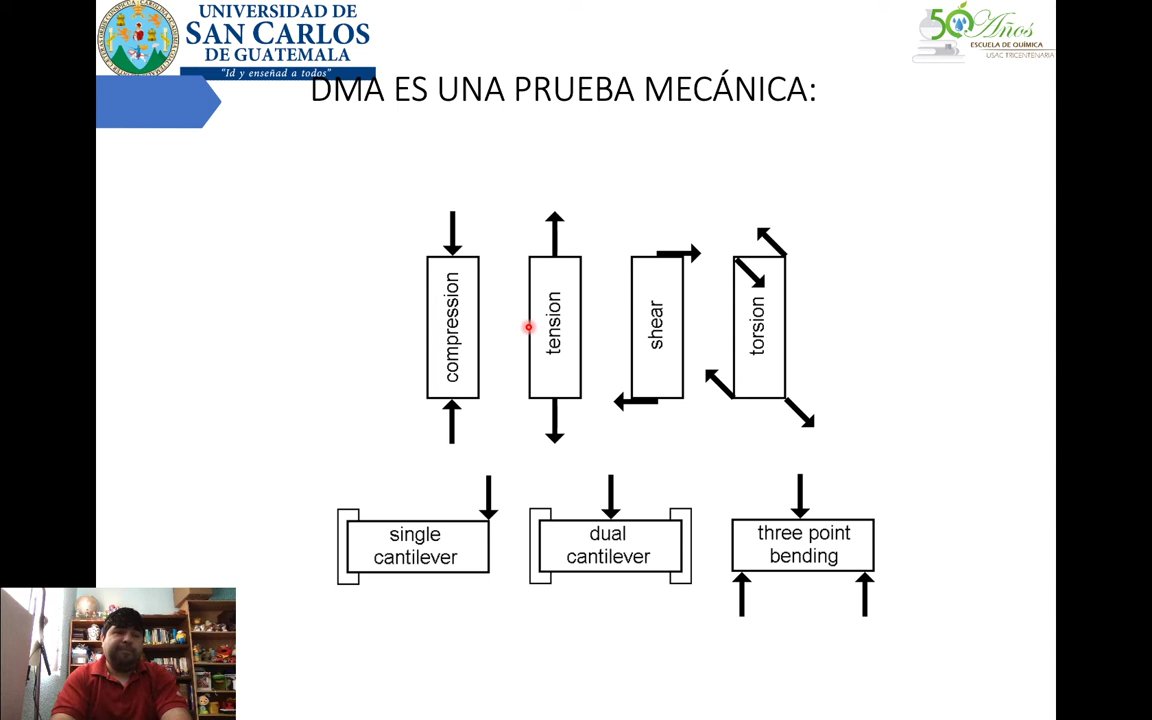 UNIVERSIDAD DE
SAN CARLOS
DE GUATEMALA
"Id y enseñad a todos"
50 Años
ESCUELA DE QUÍMICA
USAC TRICENTENARIA
DMA ES UNA PRUEBA MECÁNICA:
compression
tension
shear
torsion
single
cantilever
dual
cantilever
three point
bending